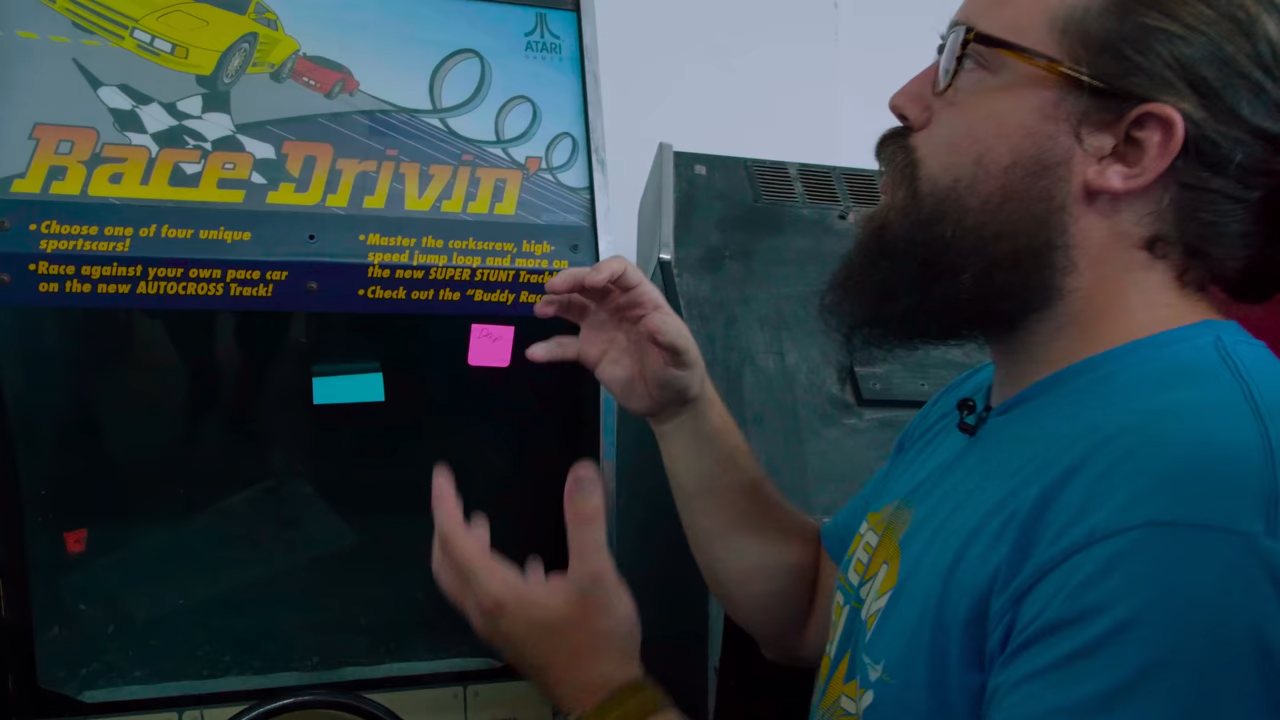 ATARI
GAMES
Race Drivin'
• Choose one of four unique
sportscars!
• Race against your own pace car
on the new AUTOCROSS Track!
• Master the corkscrew, high-
speed jump loop and more on
the new SUPER STUNT Track!
• Check out the "Buddy Rac